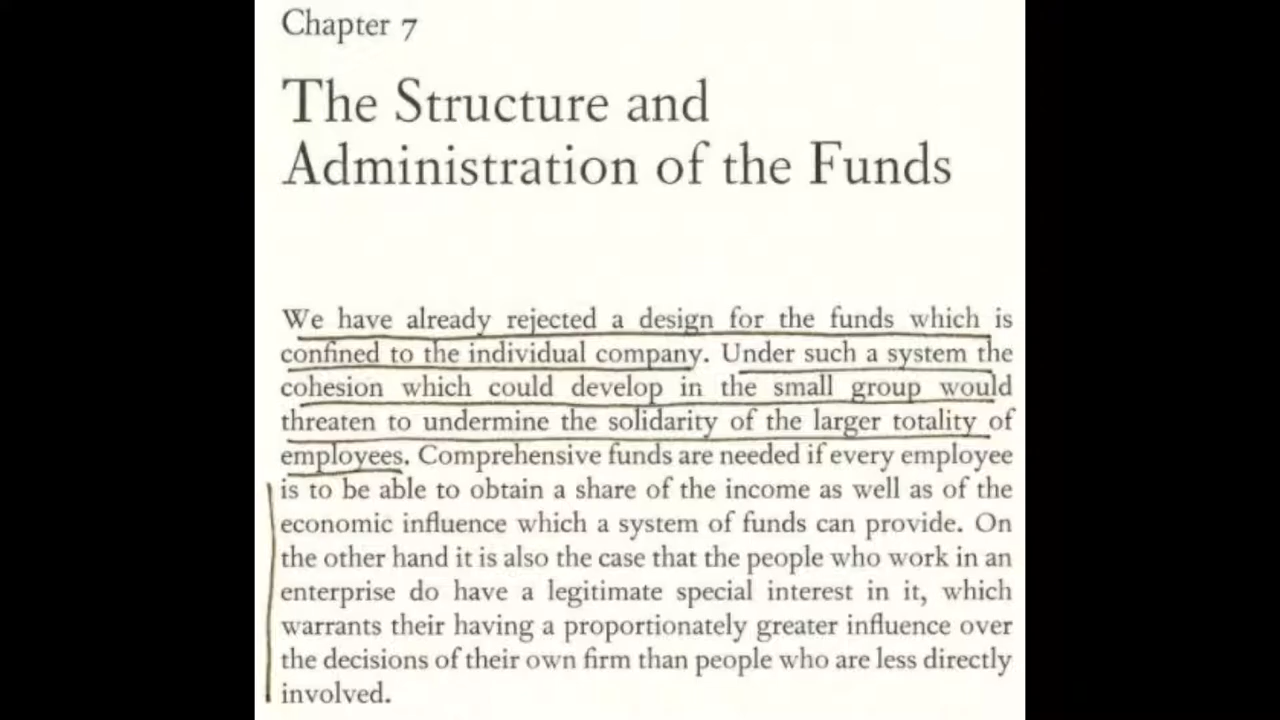 Chapter 7
The Structure and
Administration of the Funds
We have already rejected a design for the funds which is
confined to the individual company. Under such a system the
cohesion which could develop in the small group would
threaten to undermine the solidarity of the larger totality of
employees. Comprehensive funds are needed if every employee
is to be able to obtain a share of the income as well as of the
economic influence which a system of funds can provide. On
the other hand it is also the case that the people who work in an
enterprise do have a legitimate special interest in it, which
warrants their having a proportionately greater influence over
the decisions of their own firm than people who are less directly
involved.